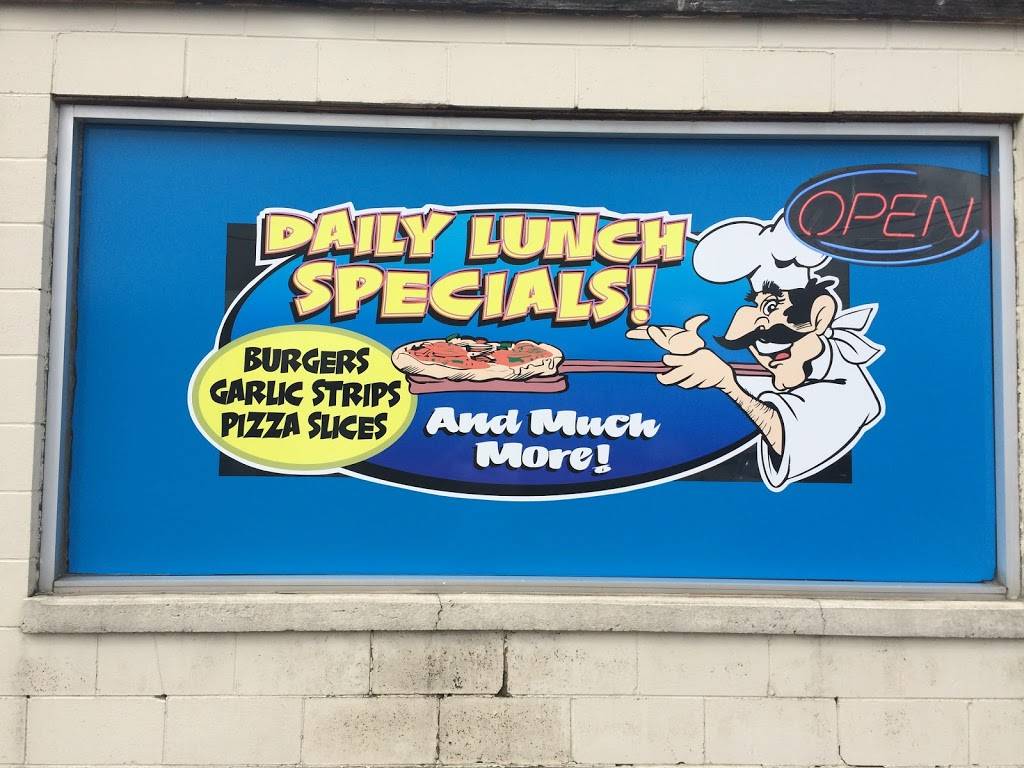 DAILY LUNCH
SPECIALS!
OPEN
BURGERS
GARLIC STRIPS
PIZZA SLICES
And Much
More!